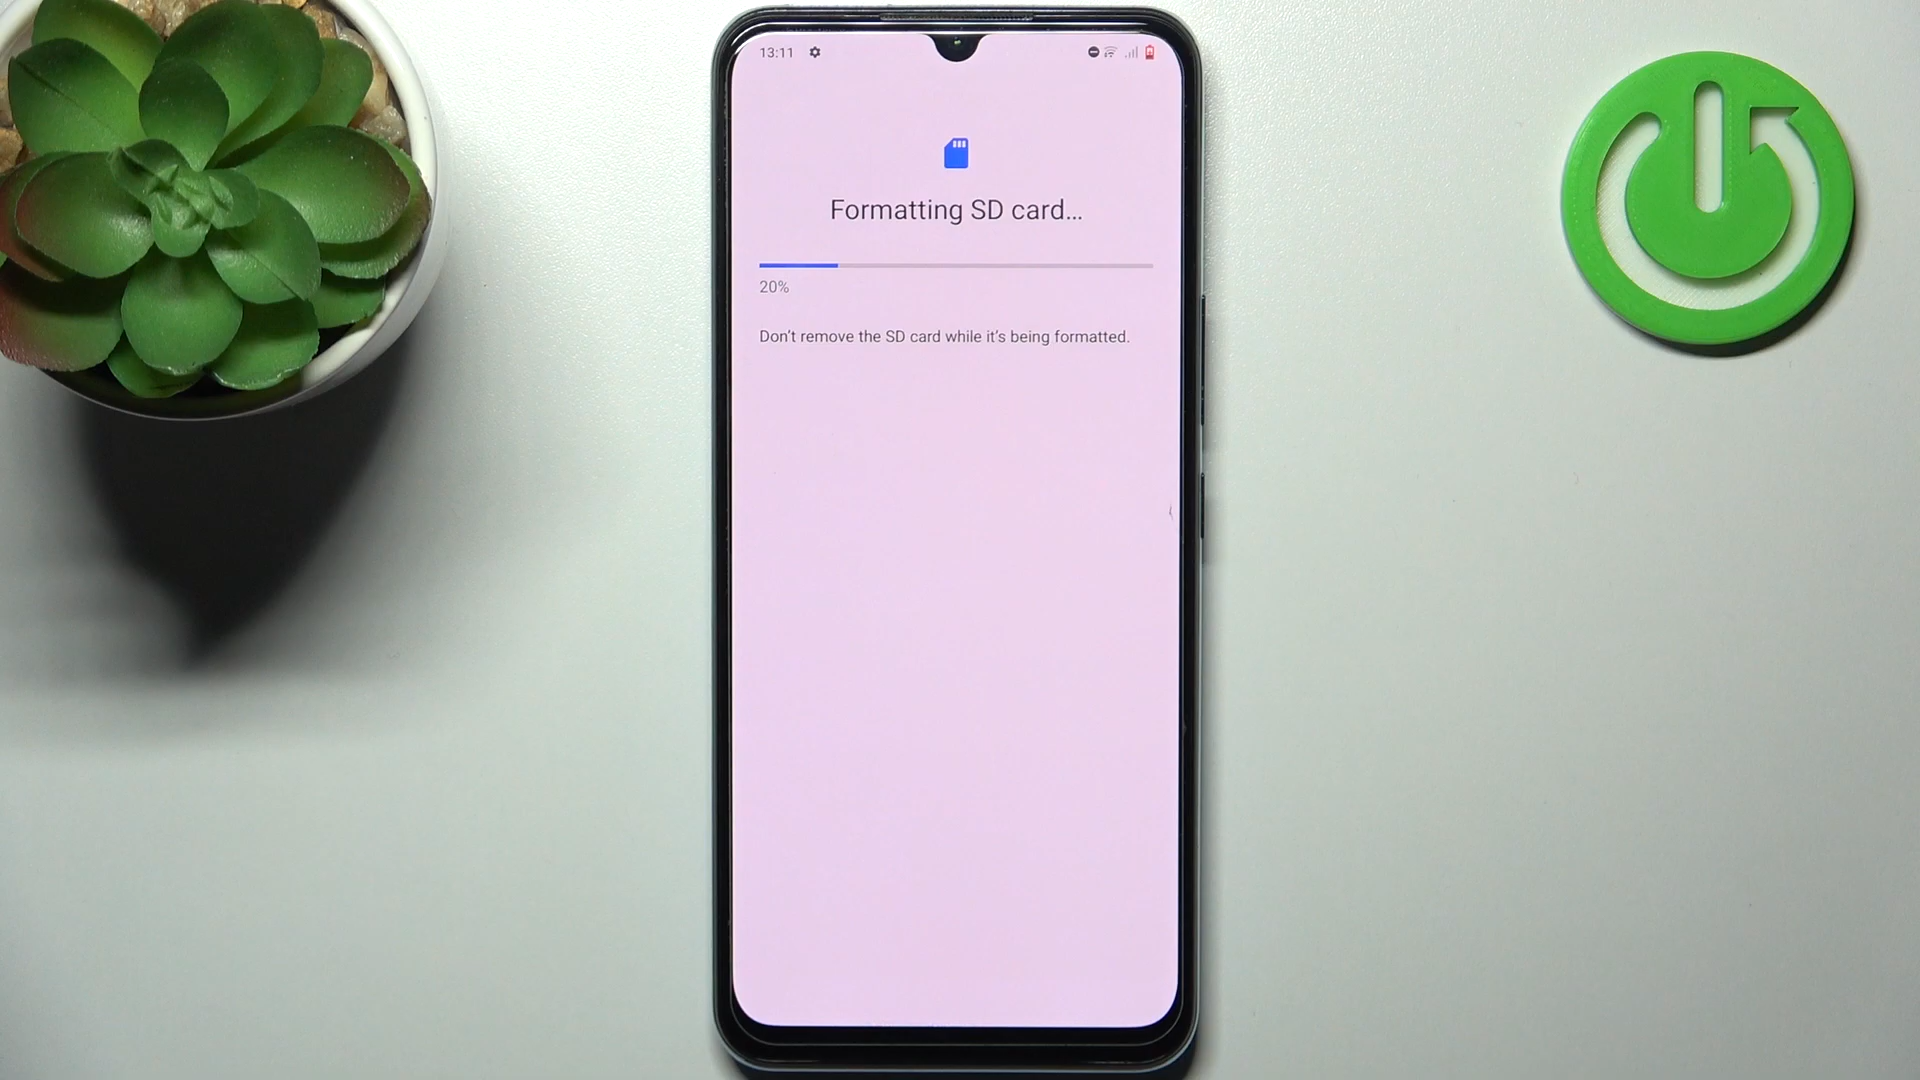 13:11
Formatting SD card...
20%
Don't remove the SD card while it's being formatted.